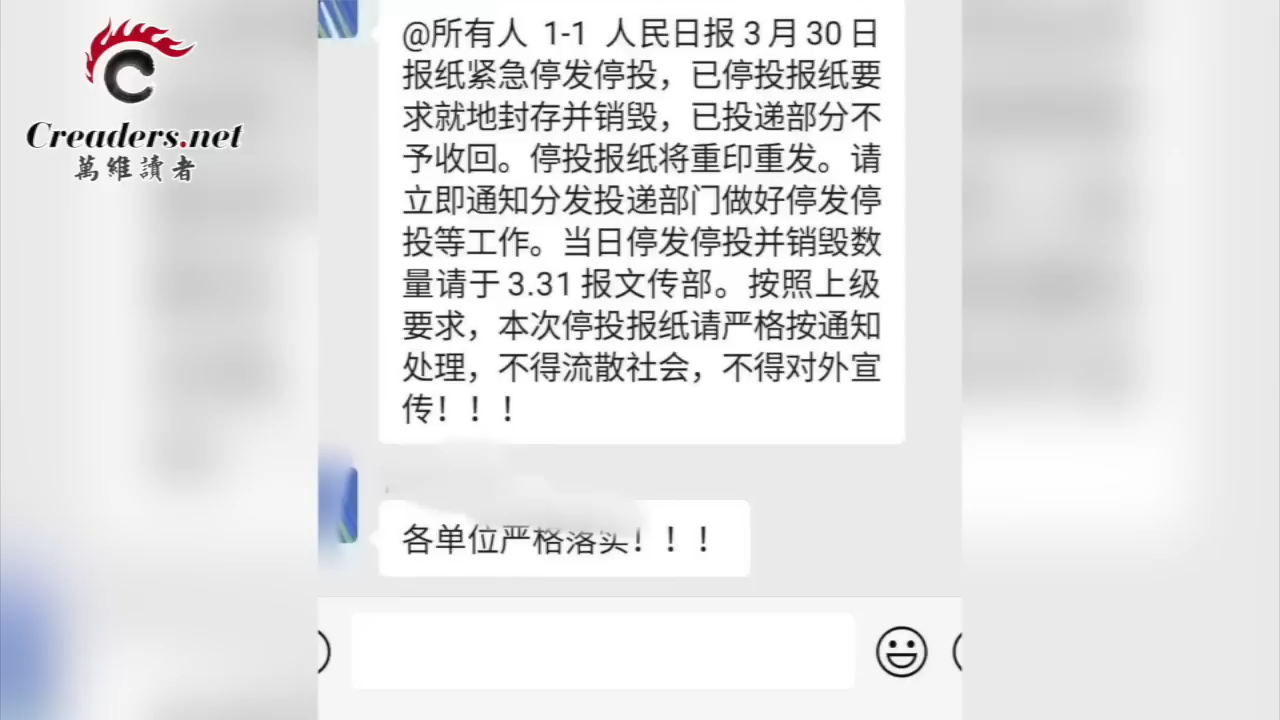 @所有人 1-1 人民日报3月30日
报纸紧急停发停投，已停投报纸要
求就地封存并销毁，已投递部分不
予收回。停投报纸将重印重发。请
立即通知分发投递部门做好停发停
投等工作。当日停发停投并销毁数
量请于3.31报文传部。按照上级
要求，本次停投报纸请严格按通知
处理，不得流散社会，不得对外宣
传！！！
Creaders.net
萬維讀者
各单位严格落实！！！